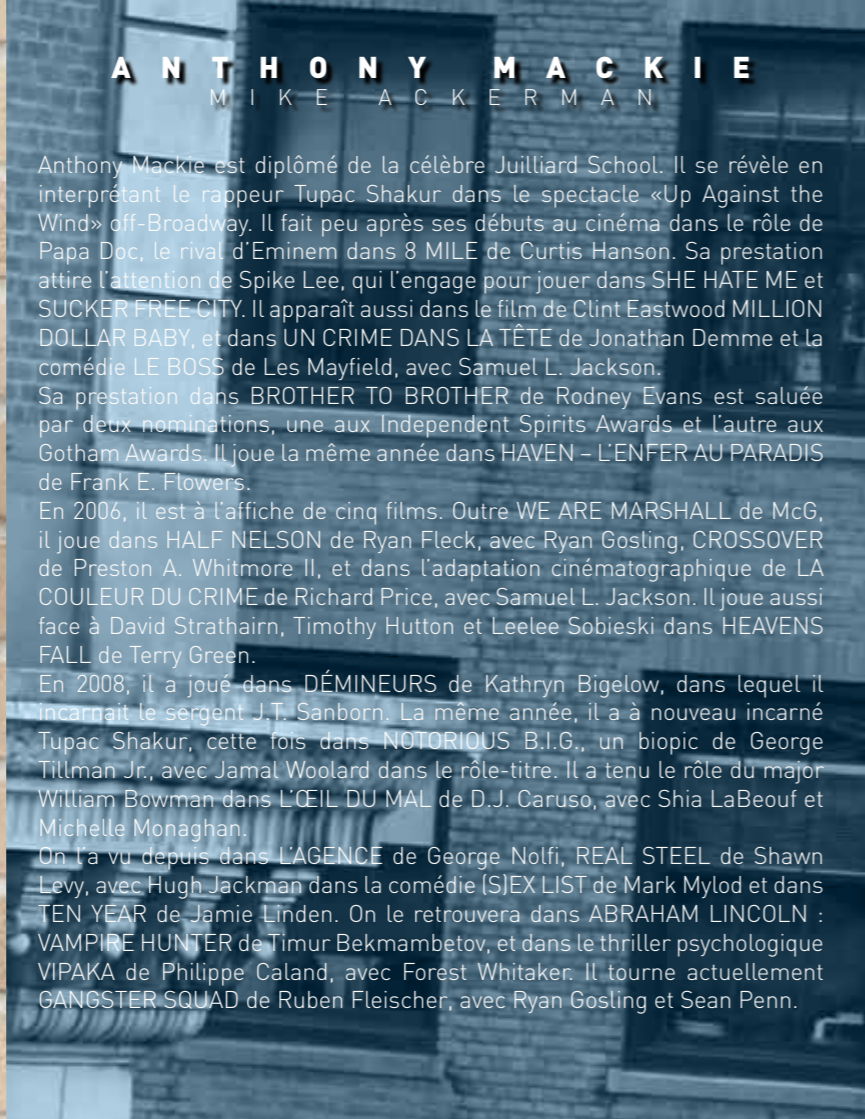 ANTHONY MACKIE
MIKE ACKERMAN
Anthony Mackie est diplômé de la célèbre Juilliard School. Il se révèle en
interprétant le rappeur Tupac Shakur dans le spectacle «Up Against the
Wind» off-Broadway. Il fait peu après ses débuts au cinéma dans le rôle de
Papa Doc, le rival d’Eminem dans 8 MILE de Curtis Hanson. Sa prestation
attire l’attention de Spike Lee, qui l’engage pour jouer dans SHE HATE ME et
SUCKER FREE CITY. Il apparaît aussi dans le film de Clint Eastwood MILLION
DOLLAR BABY, et dans UN CRIME DANS LA TÊTE de Jonathan Demme et la
comédie LE BOSS de Les Mayfield, avec Samuel L. Jackson.
Sa prestation dans BROTHER TO BROTHER de Rodney Evans est saluée
par deux nominations, une aux Independent Spirits Awards et l’autre aux
Gotham Awards. Il joue la même année dans HAVEN – L’ENFER AU PARADIS
de Frank E. Flowers.
En 2006, il est à l’affiche de cinq films. Outre WE ARE MARSHALL de McG,
il joue dans HALF NELSON de Ryan Fleck, avec Ryan Gosling, CROSSOVER
de Preston A. Whitmore II, et dans l’adaptation cinématographique de LA
COULEUR DU CRIME de Richard Price, avec Samuel L. Jackson. Il joue aussi
face à David Strathairn, Timothy Hutton et Leelee Sobieski dans HEAVENS
FALL de Terry Green.
En 2008, il a joué dans DÉMINEURS de Kathryn Bigelow, dans lequel il
incarnait le sergent J.T. Sanborn. La même année, il a à nouveau incarné
Tupac Shakur, cette fois dans NOTORIOUS B.I.G., un biopic de George
Tillman Jr., avec Jamal Woolard dans le rôle-titre. Il a tenu le rôle du major
William Bowman dans L’ŒIL DU MAL de D.J. Caruso, avec Shia LaBeouf et
Michelle Monaghan.
On l’a vu depuis dans L’AGENCE de George Nolfi, REAL STEEL de Shawn
Levy, avec Hugh Jackman dans la comédie (S)EX LIST de Mark Mylod et dans
TEN YEAR de Jamie Linden. On le retrouvera dans ABRAHAM LINCOLN :
VAMPIRE HUNTER de Timur Bekmambetov, et dans le thriller psychologique
VIPAKA de Philippe Caland, avec Forest Whitaker. Il tourne actuellement
GANGSTER SQUAD de Ruben Fleischer, avec Ryan Gosling et Sean Penn.